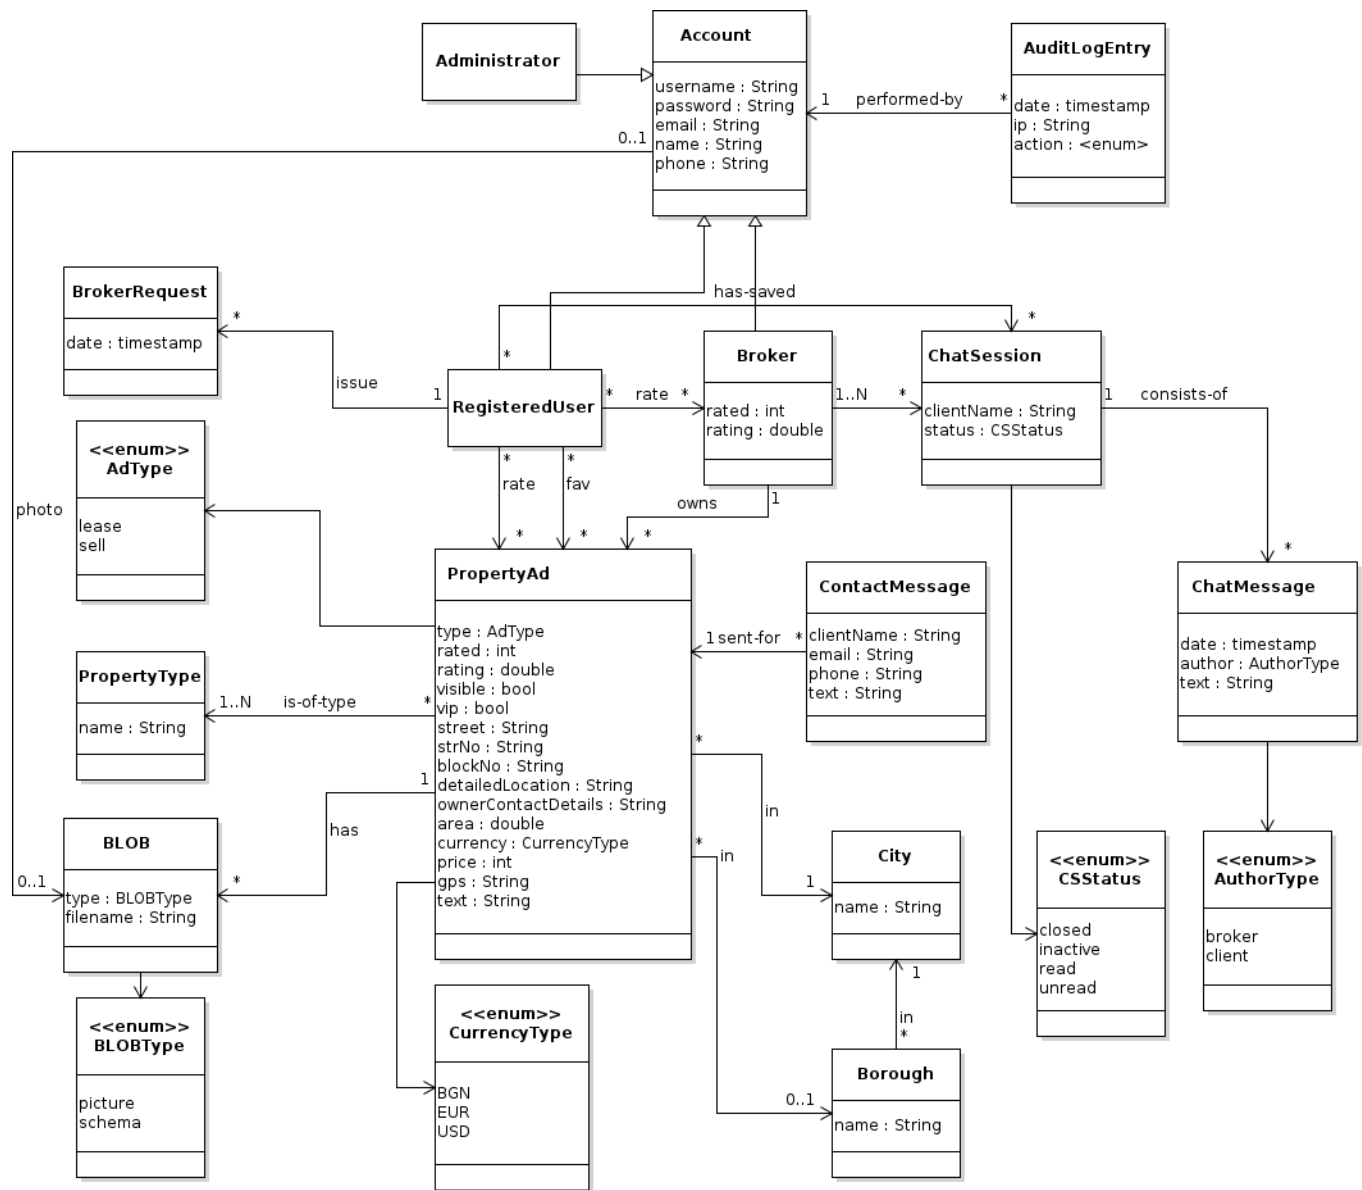 Administrator
Account
username : String
password : String
email : String
name : String
phone : String
AuditLogEntry
date : timestamp
ip : String
action : <enum>
1 performed-by *
0..1
BrokerRequest
date : timestamp
*
issue
1
has-saved
*
*
RegisteredUser
* rate *
Broker
rated : int
rating : double
1..N *
ChatSession
clientName : String
status : CSStatus
1 consists-of
*
<<enum>>
AdType
lease
sell
photo
*
rate
*
*
fav
*
1
owns
*
PropertyAd
type : AdType
rated : int
rating : double
visible : bool
vip : bool
street : String
strNo : String
blockNo : String
detailedLocation : String
ownerContactDetails : String
area : double
currency : CurrencyType
price : int
gps : String
text : String
ContactMessage
clientName : String
email : String
phone : String
text : String
1 sent-for *
ChatMessage
date : timestamp
author : AuthorType
text : String
PropertyType
name : String
1..N is-of-type *
1
has
*
0..1
BLOB
type : BLOBType
filename : String
*
in
1
*
in
0..1
City
name : String
1
in
*
Borough
name : String
<<enum>>
CSStatus
closed
inactive
read
unread
<<enum>>
AuthorType
broker
client
<<enum>>
BLOBType
picture
schema
<<enum>>
CurrencyType
BGN
EUR
USD